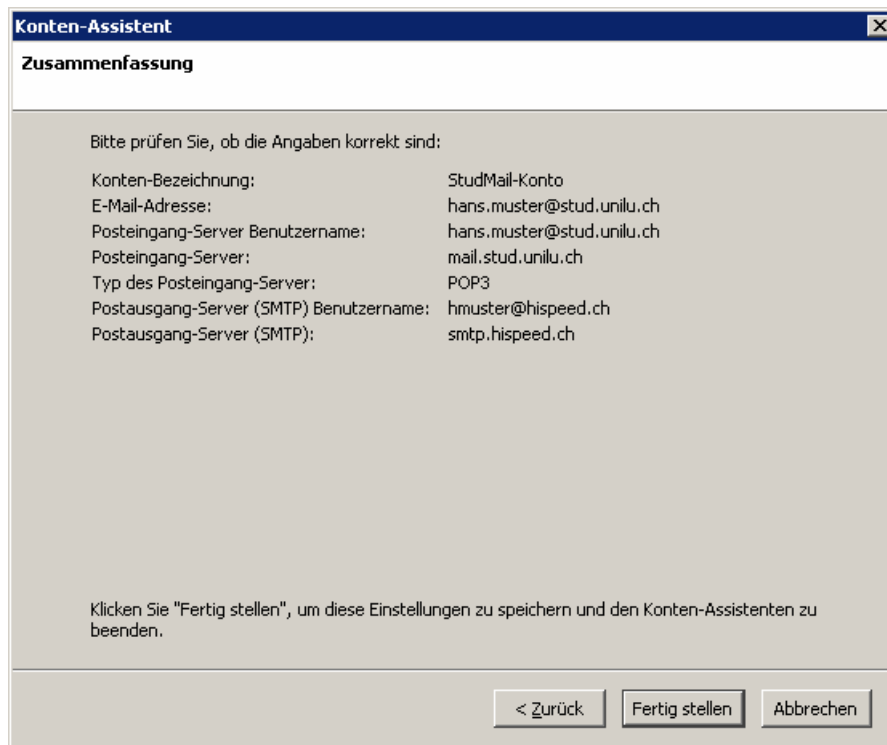 Konten-Assistent
Zusammenfassung
Bitte prüfen Sie, ob die Angaben korrekt sind:
Konten-Bezeichnung: StudMail-Konto
E-Mail-Adresse: hans.muster@stud.unilu.ch
Posteingang-Server Benutzername: hans.muster@stud.unilu.ch
Posteingang-Server: mail.stud.unilu.ch
Typ des Posteingang-Server: POP3
Postausgang-Server (SMTP) Benutzername: hmuster@hispeed.ch
Postausgang-Server (SMTP): smtp.hispeed.ch
Klicken Sie "Fertig stellen", um diese Einstellungen zu speichern und den Konten-Assistenten zu
beenden.
< Zurück Fertig stellen Abbrechen